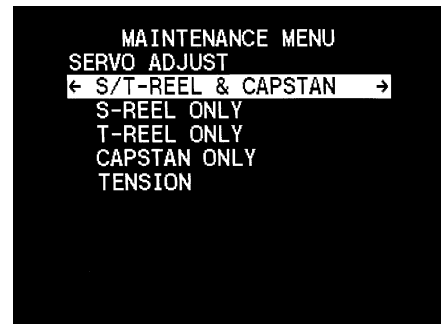 MAINTENANCE MENU
SERVO ADJUST
← S/T-REEL & CAPSTAN →
S-REEL ONLY
T-REEL ONLY
CAPSTAN ONLY
TENSION